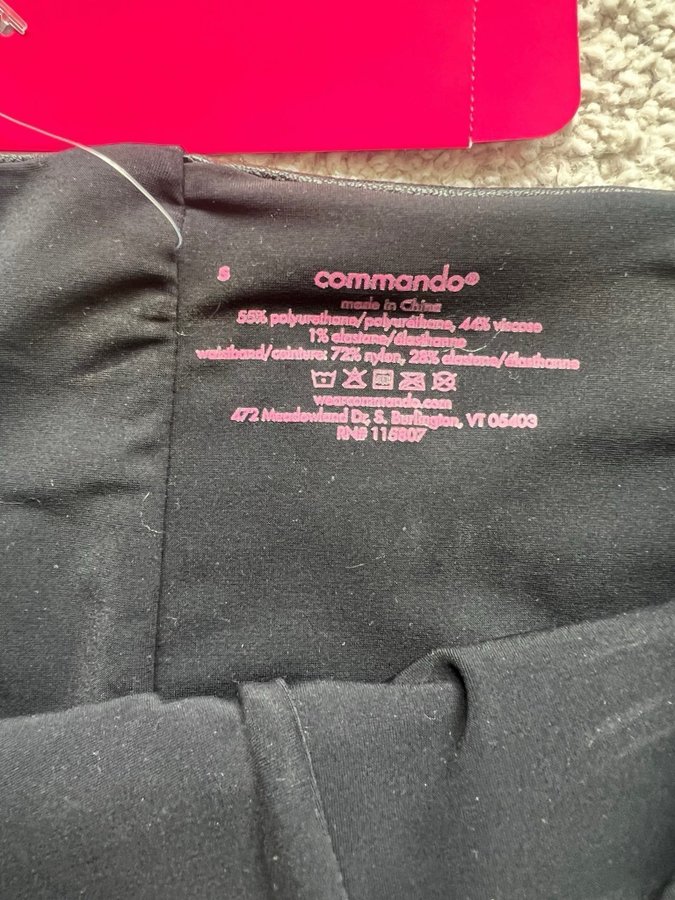 S
commando®
made in China
55% polyurethane/polyuréthane, 44% viscose
1% elastane/élasthanne
waistband/ceinture: 72% nylon, 28% elastane/élasthanne
wearcommando.com
472 Meadowland Dr, S. Burlington, VT 05403
RN# 115807